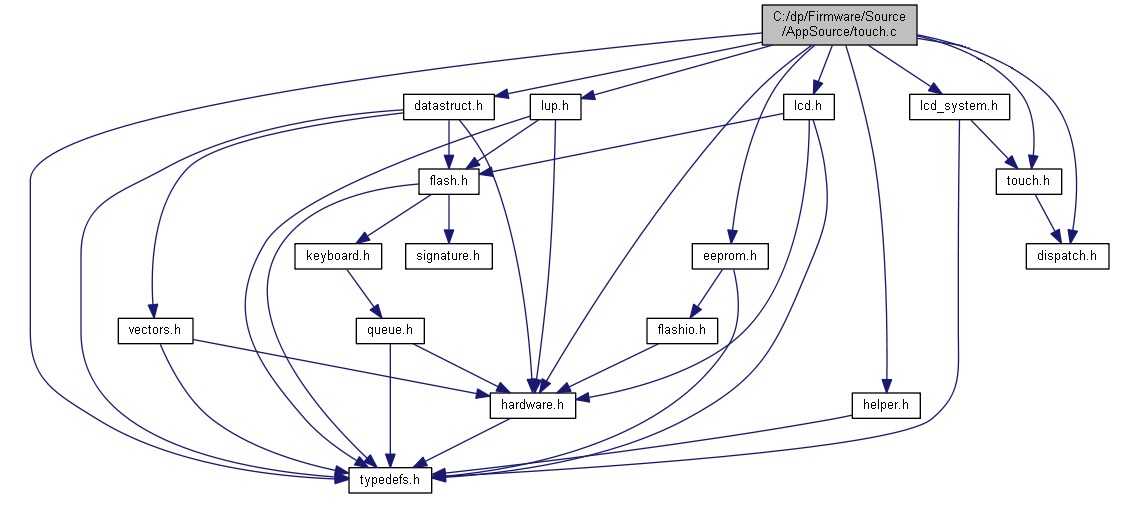 C:/dp/Firmware/Source
/AppSource/touch.c
datastruct.h
lup.h
lcd.h
lcd_system.h
flash.h
touch.h
keyboard.h
signature.h
eeprom.h
dispatch.h
vectors.h
queue.h
flashio.h
hardware.h
helper.h
typedefs.h